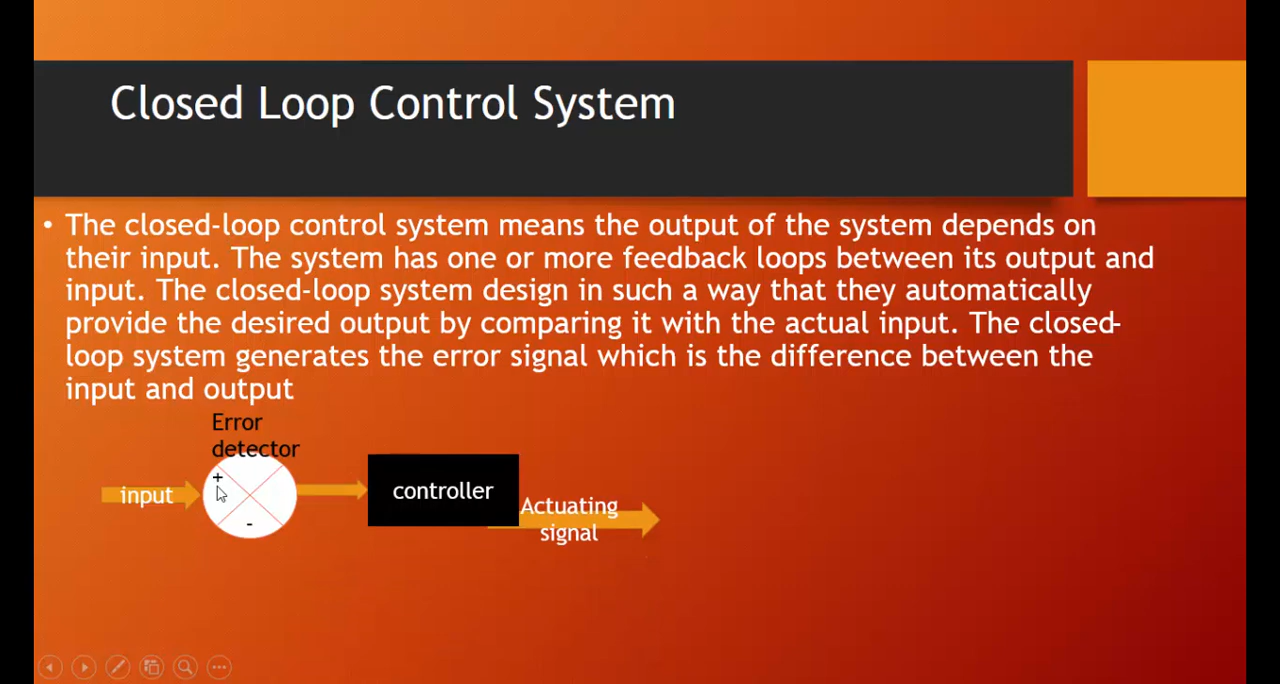 Closed Loop Control System
• The closed-loop control system means the output of the system depends on
their input. The system has one or more feedback loops between its output and
input. The closed-loop system design in such a way that they automatically
provide the desired output by comparing it with the actual input. The closed-
loop system generates the error signal which is the difference between the
input and output
Error
detector
+
input
-
controller
Actuating
signal